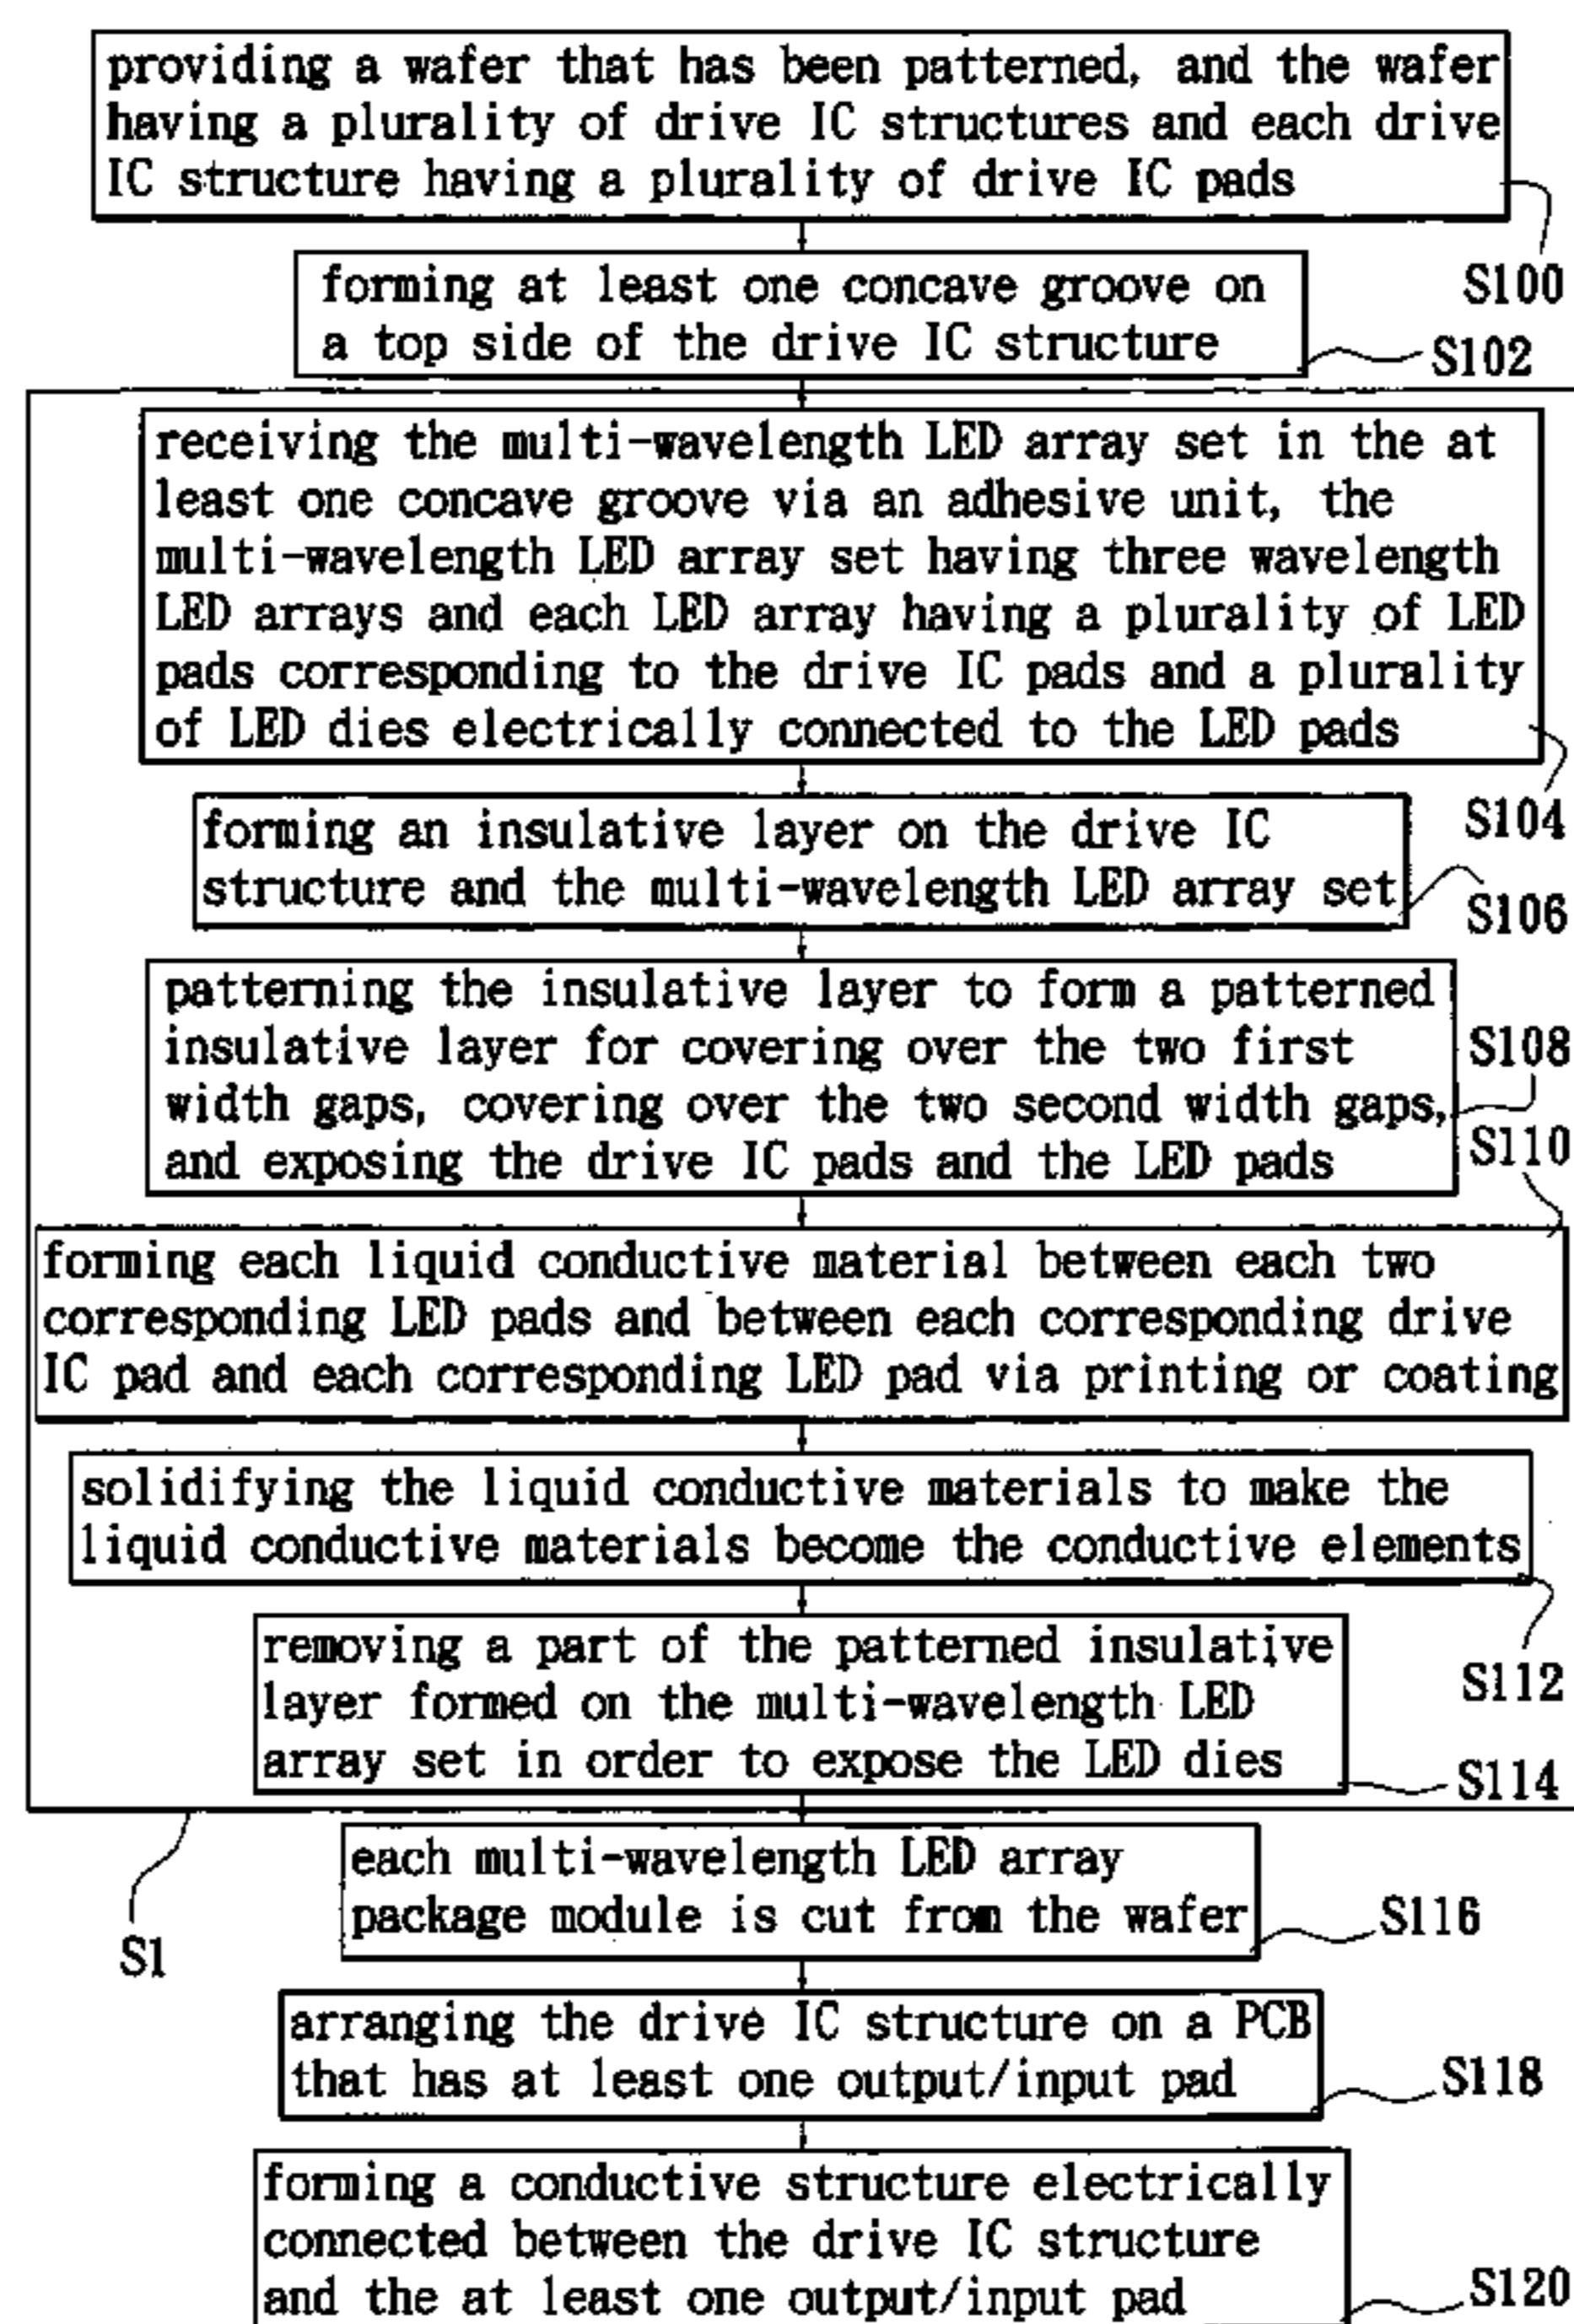 providing a wafer that has been patterned, and the wafer
having a plurality of drive IC structures and each drive
IC structure having a plurality of drive IC pads
S100
forming at least one concave groove on
a top side of the drive IC structure
S102
receiving the multi-wavelength LED array set in the at
least one concave groove via an adhesive unit, the
multi-wavelength LED array set having three wavelength
LED arrays and each LED array having a plurality of LED
pads corresponding to the drive IC pads and a plurality
of LED dies electrically connected to the LED pads
S104
forming an insulative layer on the drive IC
structure and the multi-wavelength LED array set
S106
patterning the insulative layer to form a patterned
insulative layer for covering over the two first
width gaps, covering over the two second width gaps,
and exposing the drive IC pads and the LED pads
S108
S110
forming each liquid conductive material between each two
corresponding LED pads and between each corresponding drive
IC pad and each corresponding LED pad via printing or coating
solidifying the liquid conductive materials to make the
liquid conductive materials become the conductive elements
S112
removing a part of the patterned insulative
layer formed on the multi-wavelength LED
array set in order to expose the LED dies
S114
S1
each multi-wavelength LED array
package module is cut from the wafer
S116
arranging the drive IC structure on a PCB
that has at least one output/input pad
S118
forming a conductive structure electrically
connected between the drive IC structure
and the at least one output/input pad
S120